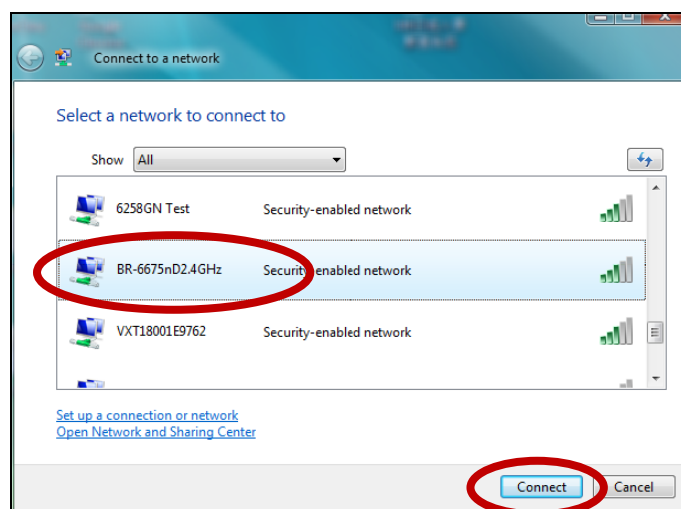 Connect to a network
Select a network to connect to
Show All
6258GN Test Security-enabled network
BR-6675nD2.4GHz Security-enabled network
VXT18001E9762 Security-enabled network
Set up a connection or network
Open Network and Sharing Center
Connect Cancel